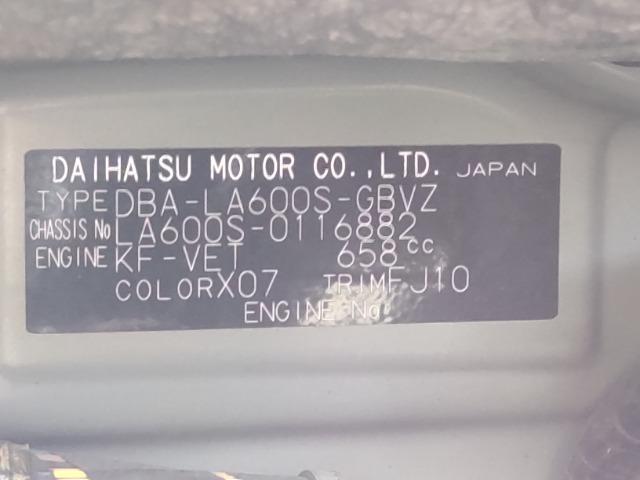 DAIHATSU MOTOR CO.,LTD. JAPAN
TYPE DBA-LA600S-GBVZ
CHASSIS No LA600S-0116882
ENGINE KF-VET 658cc
COLOR X07 TRIM FJ10
ENGINE No